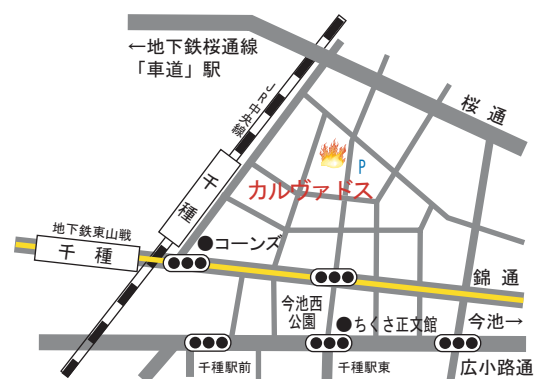 ←地下鉄桜通線
「車道」駅
JR中央線
桜通
千種
P
カルヴァドス
地下鉄東山戦
千種
コーンズ
錦通
今池西
公園
ちくさ正文館
今池→
千種駅前
千種駅東
広小路通